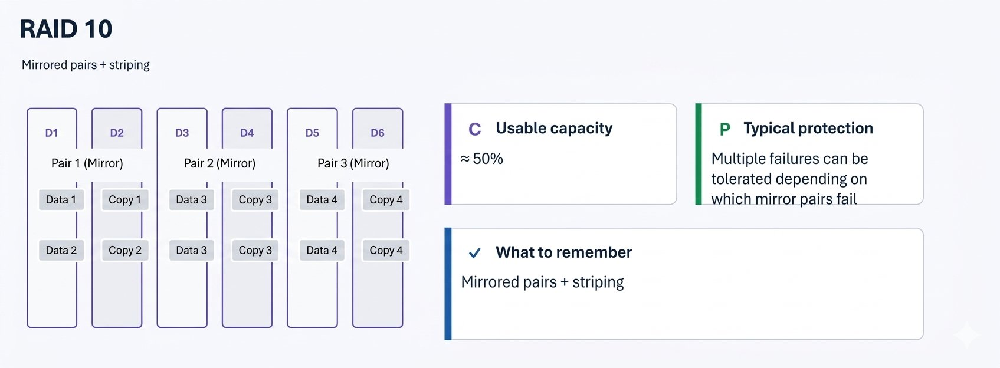 RAID 10
Mirrored pairs + striping
D1 D2 D3 D4 D5 D6
Pair 1 (Mirror) Pair 2 (Mirror) Pair 3 (Mirror)
Data 1 Copy 1 Data 3 Copy 3 Data 4 Copy 4
Data 2 Copy 2 Data 3 Copy 3 Data 4 Copy 4
C Usable capacity
≈ 50%
P Typical protection
Multiple failures can be
tolerated depending on
which mirror pairs fail
✓ What to remember
Mirrored pairs + striping